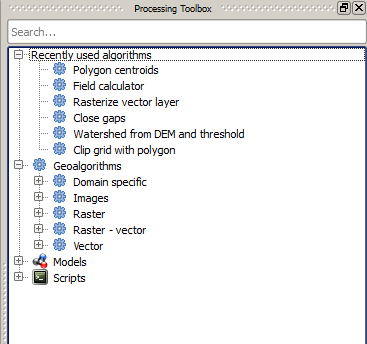 Processing Toolbox
Search...
Recently used algorithms
Polygon centroids
Field calculator
Rasterize vector layer
Close gaps
Watershed from DEM and threshold
Clip grid with polygon
Geoalgorithms
Domain specific
Images
Raster
Raster - vector
Vector
Models
Scripts